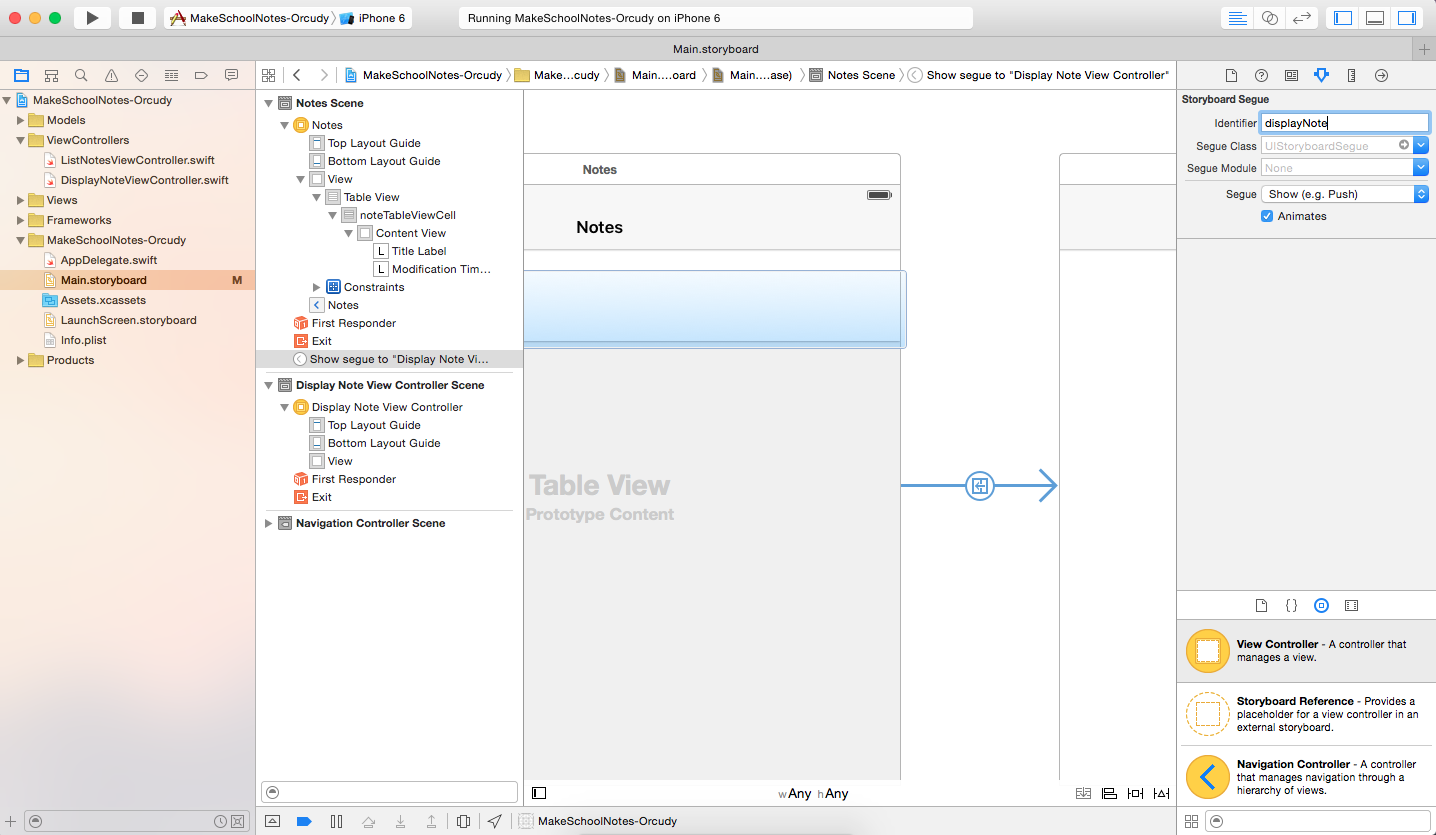 MakeSchoolNotes-Orcudy iPhone 6 Running MakeSchoolNotes-Orcudy on iPhone 6
Main.storyboard
MakeSchoolNotes-Orcudy Make...cudy Main....oard Main....ase) Notes Scene Show segue to "Display Note View Controller"
MakeSchoolNotes-Orcudy
Models
ViewControllers
ListNotesViewController.swift
DisplayNoteViewController.swift
Views
Frameworks
MakeSchoolNotes-Orcudy
AppDelegate.swift
Main.storyboard M
Assets.xcassets
LaunchScreen.storyboard
Info.plist
Products
Notes Scene
Notes
Top Layout Guide
Bottom Layout Guide
View
Table View
noteTableViewCell
Content View
L Title Label
L Modification Tim...
Constraints
Notes
First Responder
Exit
Show segue to "Display Note Vi...
Display Note View Controller Scene
Display Note View Controller
Top Layout Guide
Bottom Layout Guide
View
First Responder
Exit
Navigation Controller Scene
Notes
Notes
Table View
Prototype Content
w Any h Any
MakeSchoolNotes-Orcudy
Storyboard Segue
Identifier displayNote
Segue Class UIStoryboardSegue
Segue Module None
Segue Show (e.g. Push)
Animates
View Controller - A controller that
manages a view.
Storyboard Reference - Provides a
placeholder for a view controller in an
external storyboard.
Navigation Controller - A controller
that manages navigation through a
hierarchy of views.